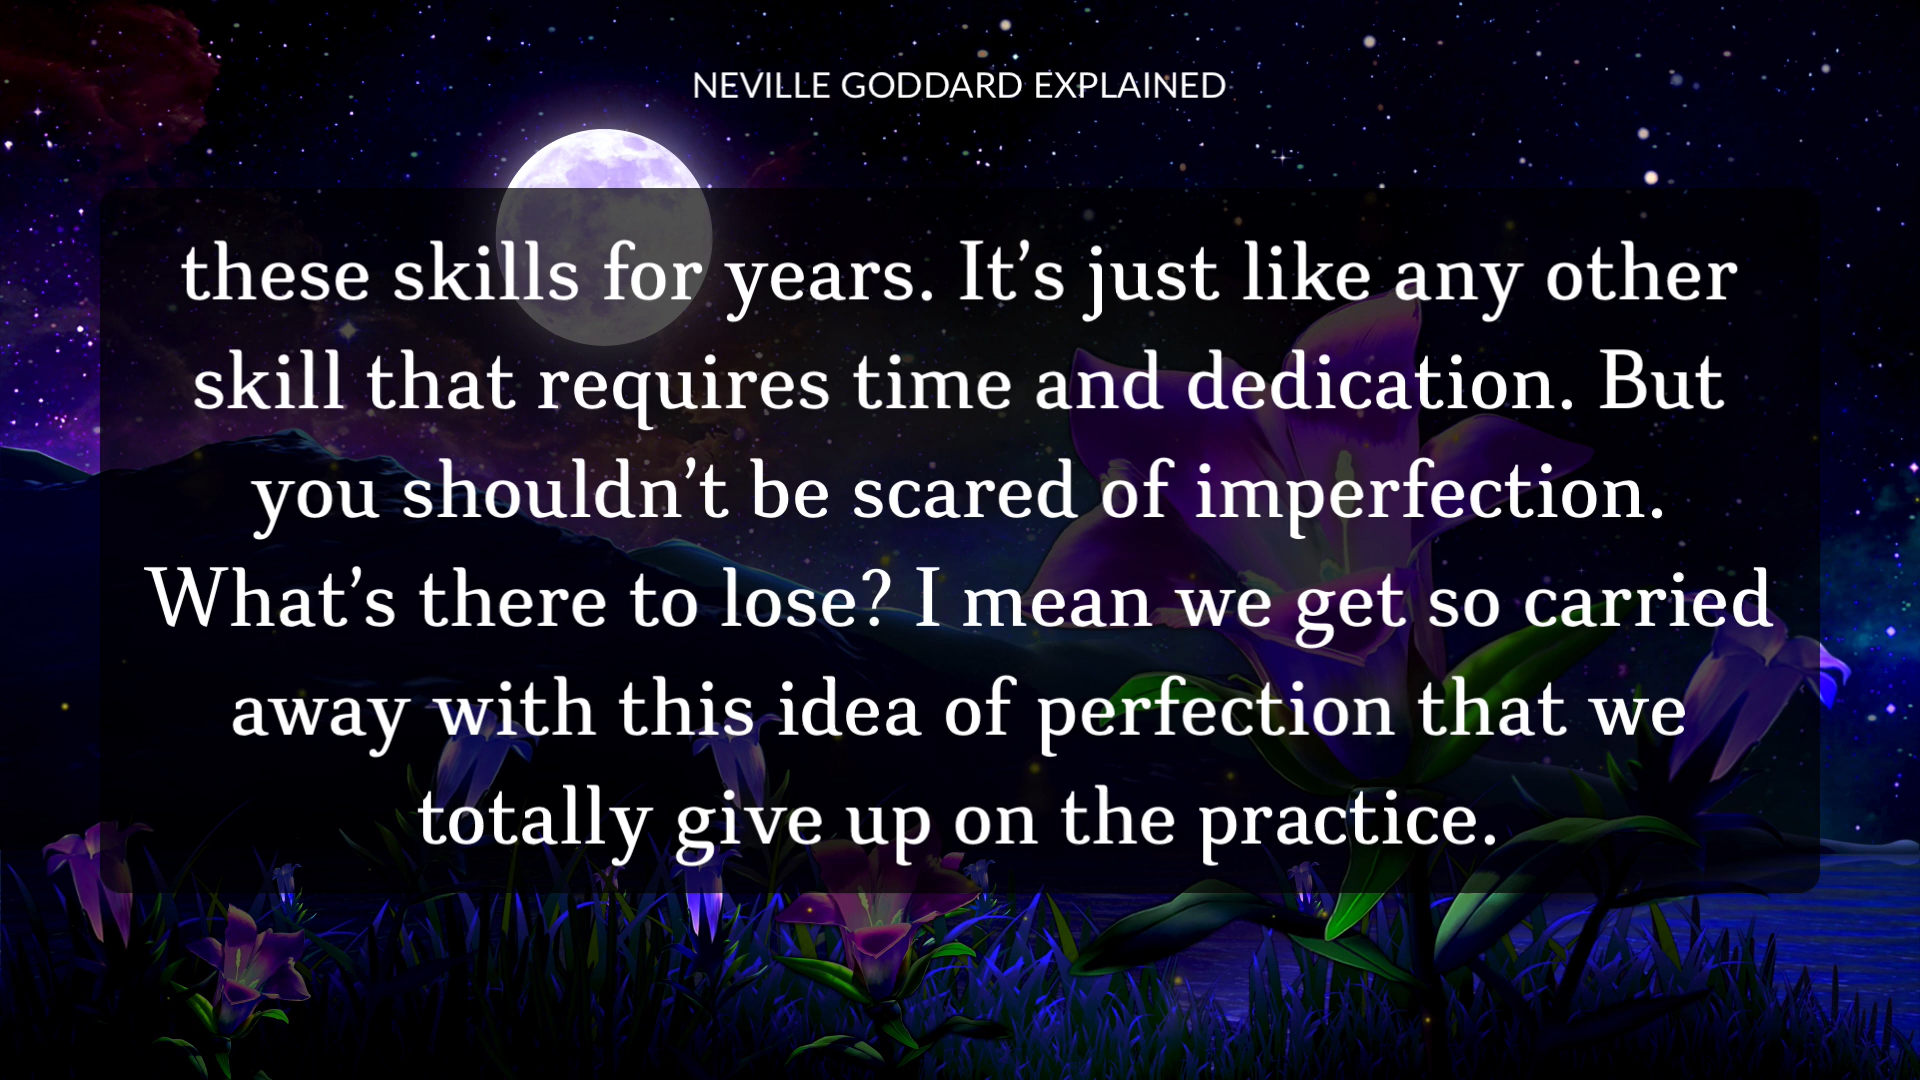 NEVILLE GODDARD EXPLAINED
these skills for years. It’s just like any other
skill that requires time and dedication. But
you shouldn’t be scared of imperfection.
What’s there to lose? I mean we get so carried
away with this idea of perfection that we
totally give up on the practice.